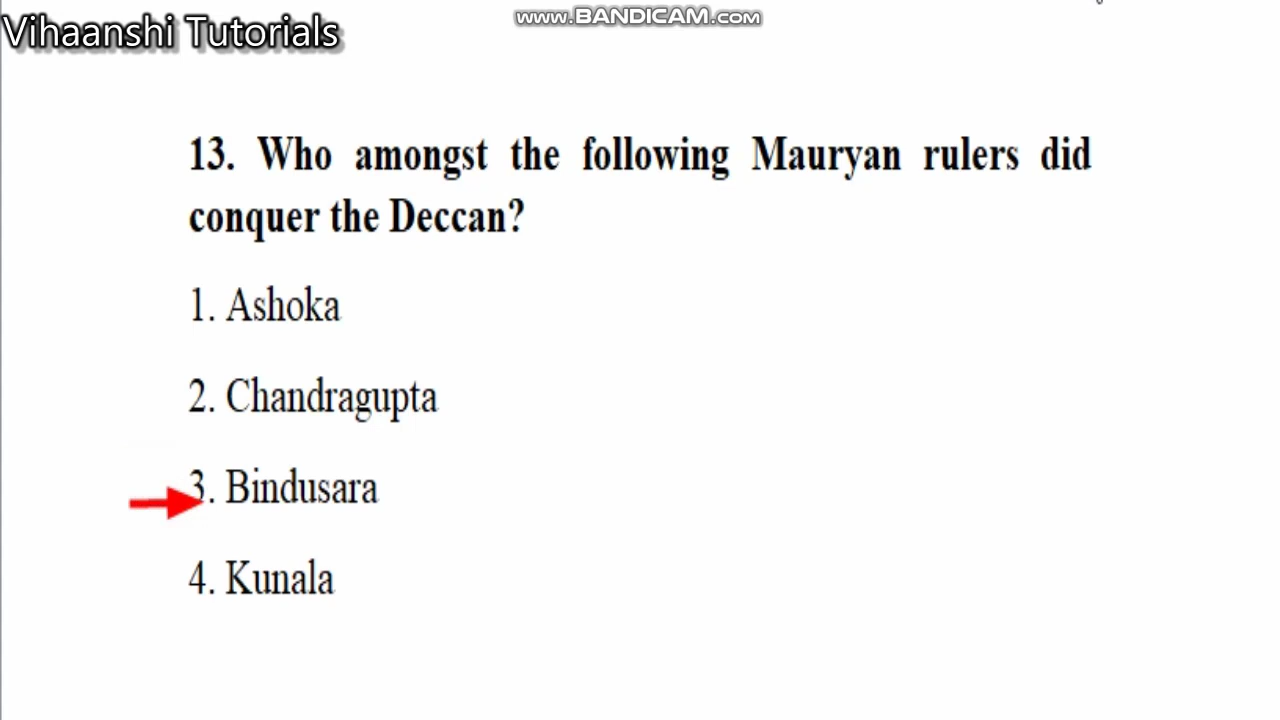 www.BANDICAM.com
Vihaanshi Tutorials
13. Who amongst the following Mauryan rulers did
conquer the Deccan?
1. Ashoka
2. Chandragupta
3. Bindusara
4. Kunala